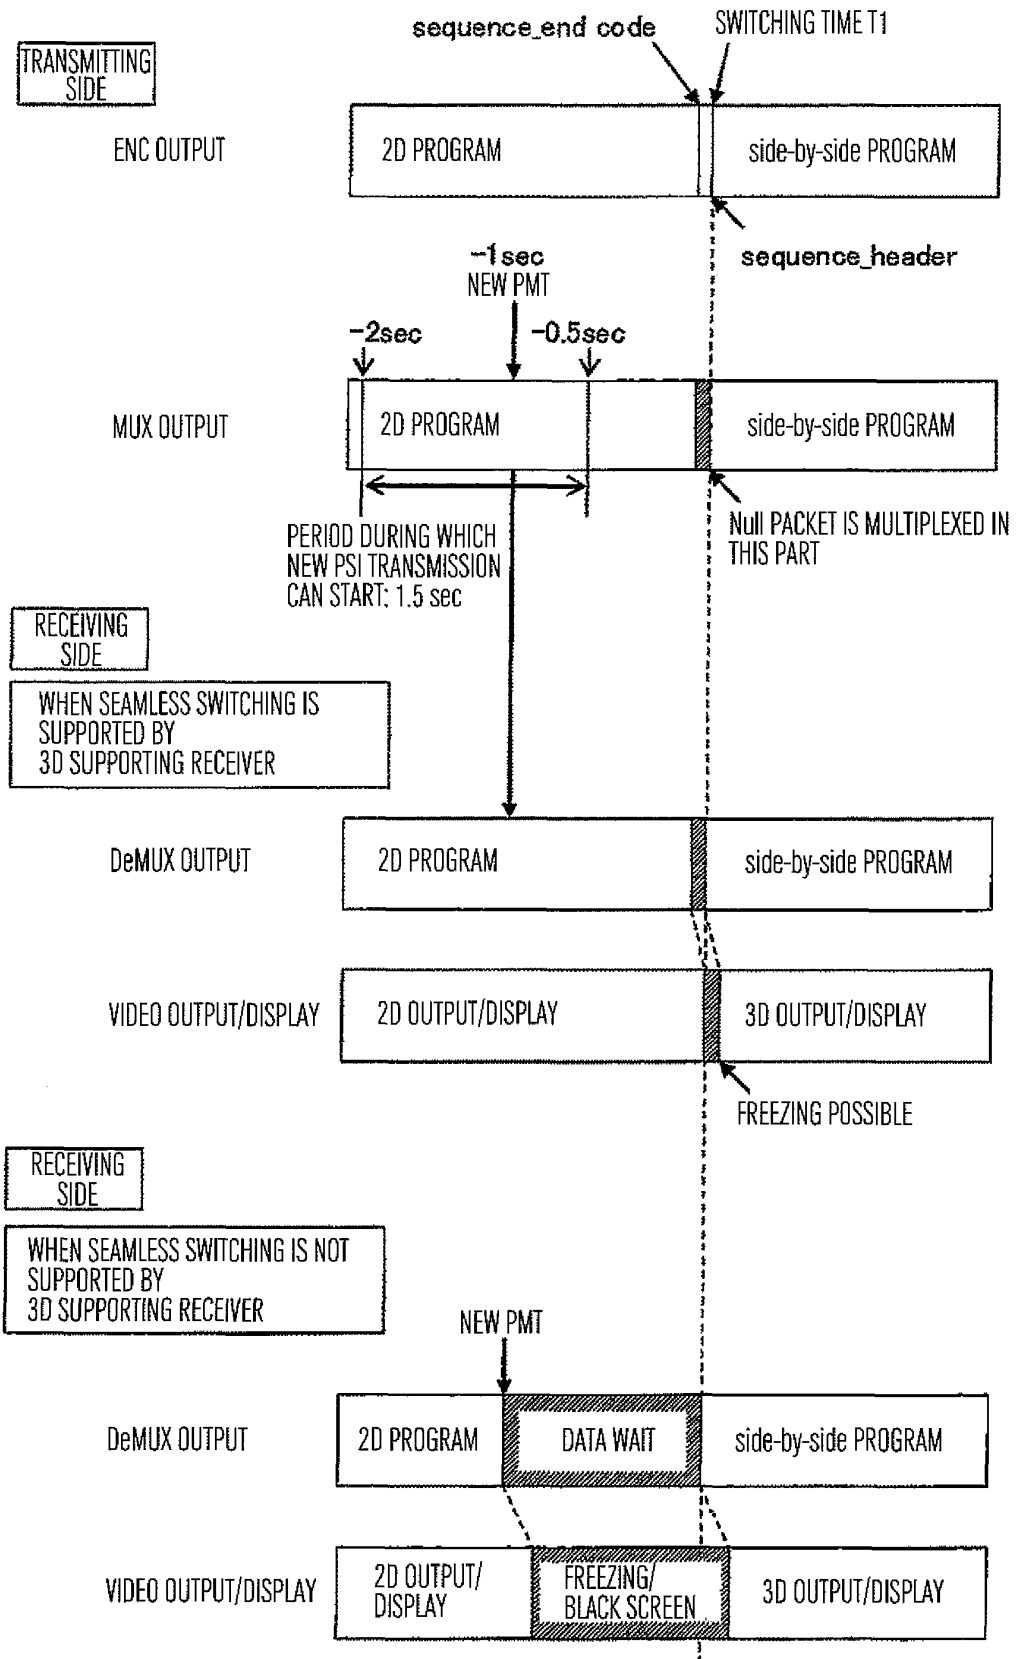 sequence_end code
SWITCHING TIME T1
TRANSMITTING
SIDE
ENC OUTPUT
2D PROGRAM
side-by-side PROGRAM
sequence_header
-1sec
NEW PMT
-2sec
-0.5sec
MUX OUTPUT
2D PROGRAM
side-by-side PROGRAM
PERIOD DURING WHICH
NEW PSI TRANSMISSION
CAN START: 1.5 sec
Null PACKET IS MULTIPLEXED IN
THIS PART
RECEIVING
SIDE
WHEN SEAMLESS SWITCHING IS
SUPPORTED BY
3D SUPPORTING RECEIVER
DeMUX OUTPUT
2D PROGRAM
side-by-side PROGRAM
VIDEO OUTPUT/DISPLAY
2D OUTPUT/DISPLAY
3D OUTPUT/DISPLAY
FREEZING POSSIBLE
RECEIVING
SIDE
WHEN SEAMLESS SWITCHING IS NOT
SUPPORTED BY
3D SUPPORTING RECEIVER
NEW PMT
DeMUX OUTPUT
2D PROGRAM
DATA WAIT
side-by-side PROGRAM
VIDEO OUTPUT/DISPLAY
2D OUTPUT/
DISPLAY
FREEZING/
BLACK SCREEN
3D OUTPUT/DISPLAY